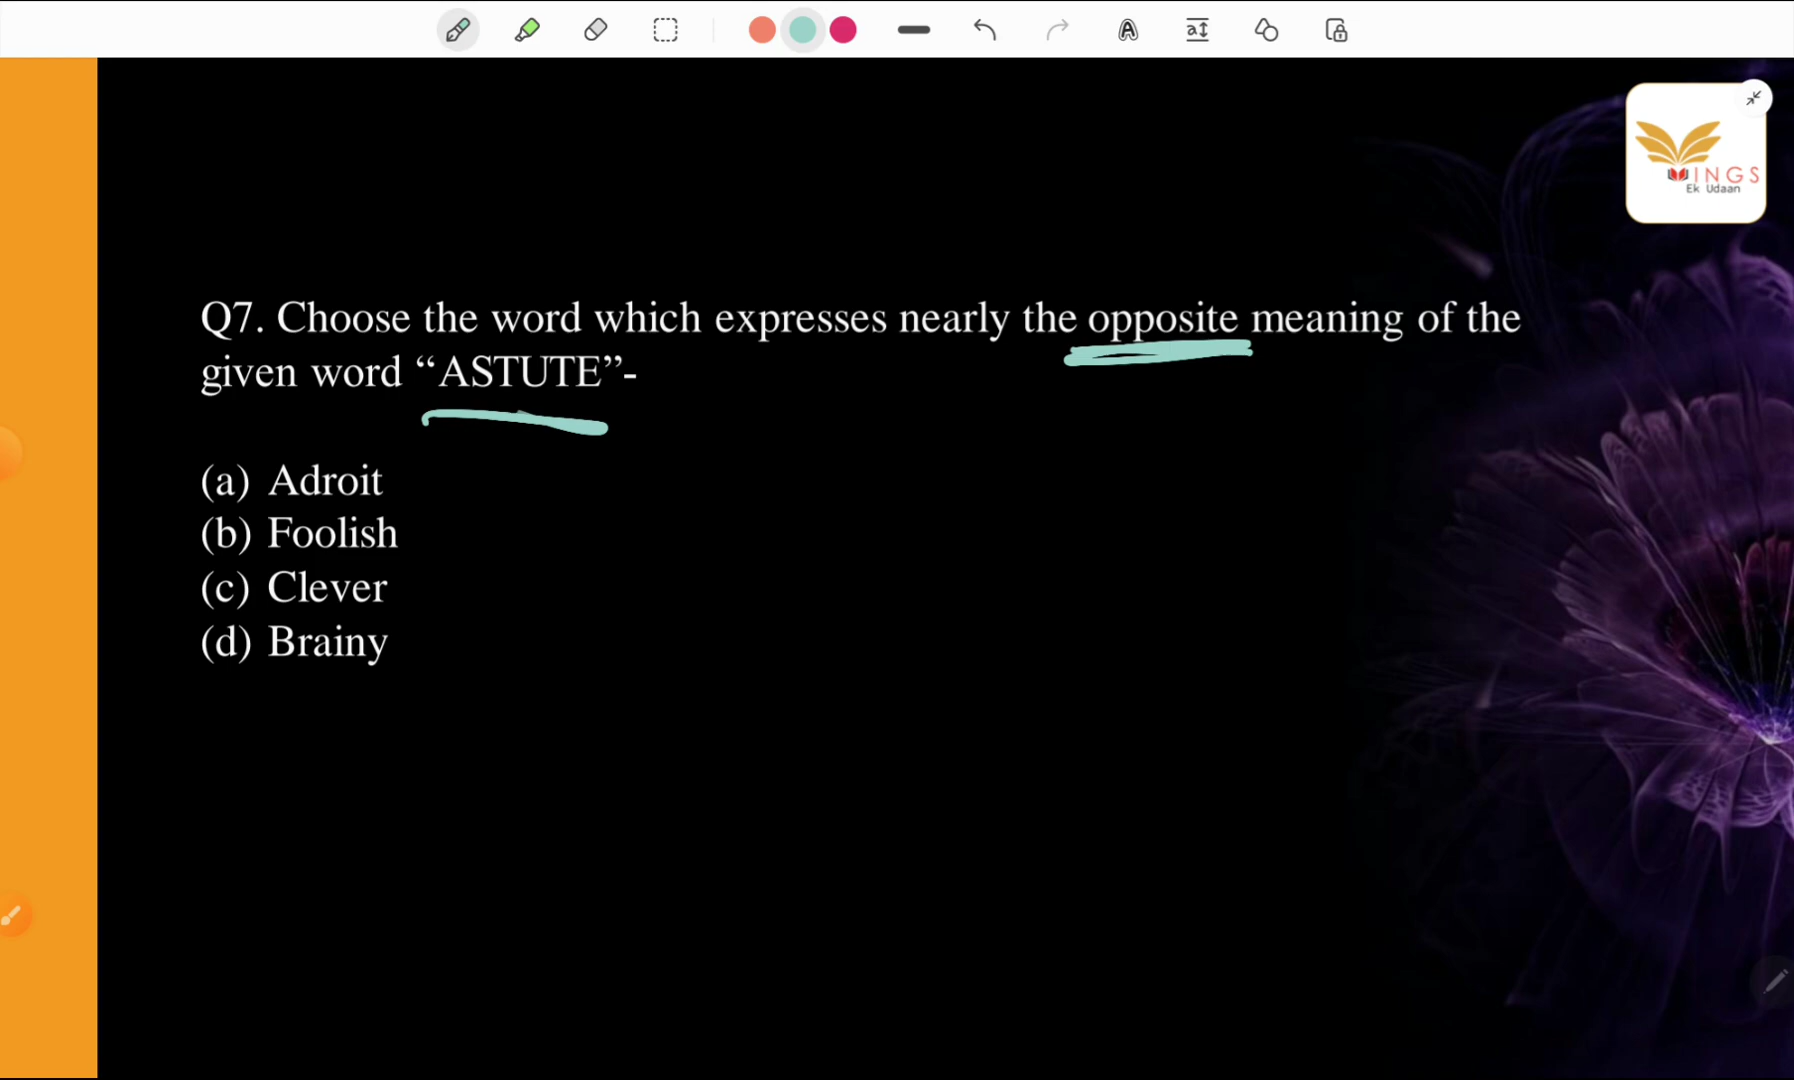 WINGS
Ek Udaan
Q7. Choose the word which expresses nearly the opposite meaning of the
given word “ASTUTE”-
(a) Adroit
(b) Foolish
(c) Clever
(d) Brainy